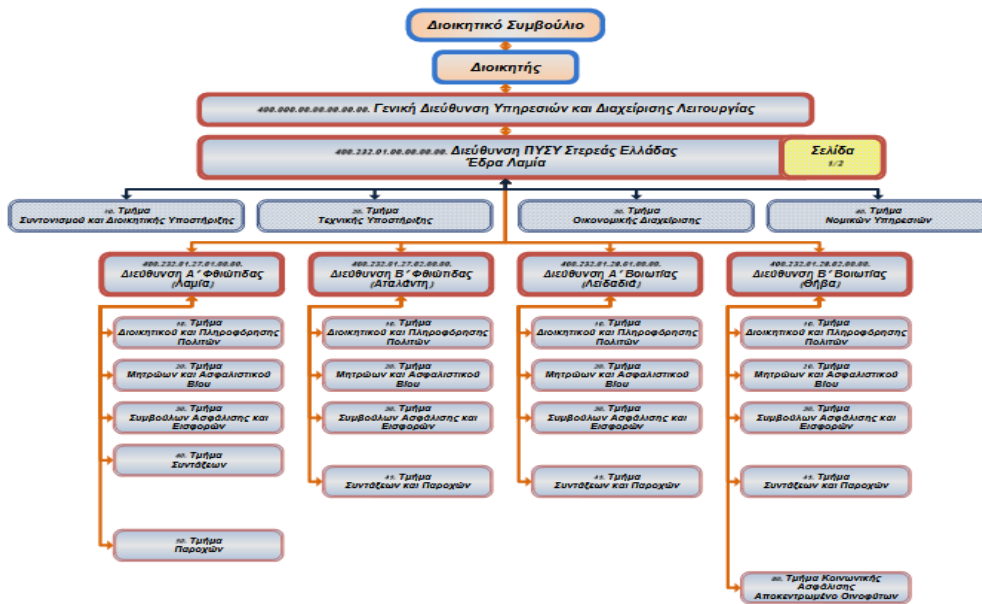 Διοικητικό Συμβούλιο
Διοικητής
400.000.00.00.00.00.00. Γενική Διεύθυνση Υπηρεσιών και Διαχείρισης Λειτουργίας
400.232.01.00.00.00.00. Διεύθυνση ΠΥΣΥ Στερεάς Ελλάδας
Έδρα Λαμία
Σελίδα
1/2
10. Τμήμα
Συντονισμού και Διοικητικής Υποστήριξης
20. Τμήμα
Τεχνικής Υποστήριξης
30. Τμήμα
Οικονομικής Διαχείρισης
40. Τμήμα
Νομικών Υπηρεσιών
400.232.01.27.01.00.00.
Διεύθυνση Α΄ Φθιώτιδας
(Λαμία)
400.232.01.27.02.00.00.
Διεύθυνση Β΄ Φθιώτιδας
(Αταλάντη)
400.232.01.28.01.00.00.
Διεύθυνση Α΄ Βοιωτίας
(Λειδαδιά)
400.232.01.28.02.00.00.
Διεύθυνση Β΄ Βοιωτίας
(Θήβα)
10. Τμήμα
Διοικητικού και Πληροφόρησης
Πολιτών
10. Τμήμα
Διοικητικού και Πληροφόρησης
Πολιτών
10. Τμήμα
Διοικητικού και Πληροφόρησης
Πολιτών
10. Τμήμα
Διοικητικού και Πληροφόρησης
Πολιτών
20. Τμήμα
Μητρώων και Ασφαλιστικού
Βίου
20. Τμήμα
Μητρώων και Ασφαλιστικού
Βίου
20. Τμήμα
Μητρώων και Ασφαλιστικού
Βίου
20. Τμήμα
Μητρώων και Ασφαλιστικού
Βίου
30. Τμήμα
Συμβούλων Ασφάλισης και
Εισφορών
30. Τμήμα
Συμβούλων Ασφάλισης και
Εισφορών
30. Τμήμα
Συμβούλων Ασφάλισης και
Εισφορών
30. Τμήμα
Συμβούλων Ασφάλισης και
Εισφορών
40. Τμήμα
Συντάξεων
45. Τμήμα
Συντάξεων και Παροχών
45. Τμήμα
Συντάξεων και Παροχών
45. Τμήμα
Συντάξεων και Παροχών
50. Τμήμα
Παροχών
80. Τμήμα Κοινωνικής
Ασφάλισης
Αποκεντρωμένο Οινοφύτων